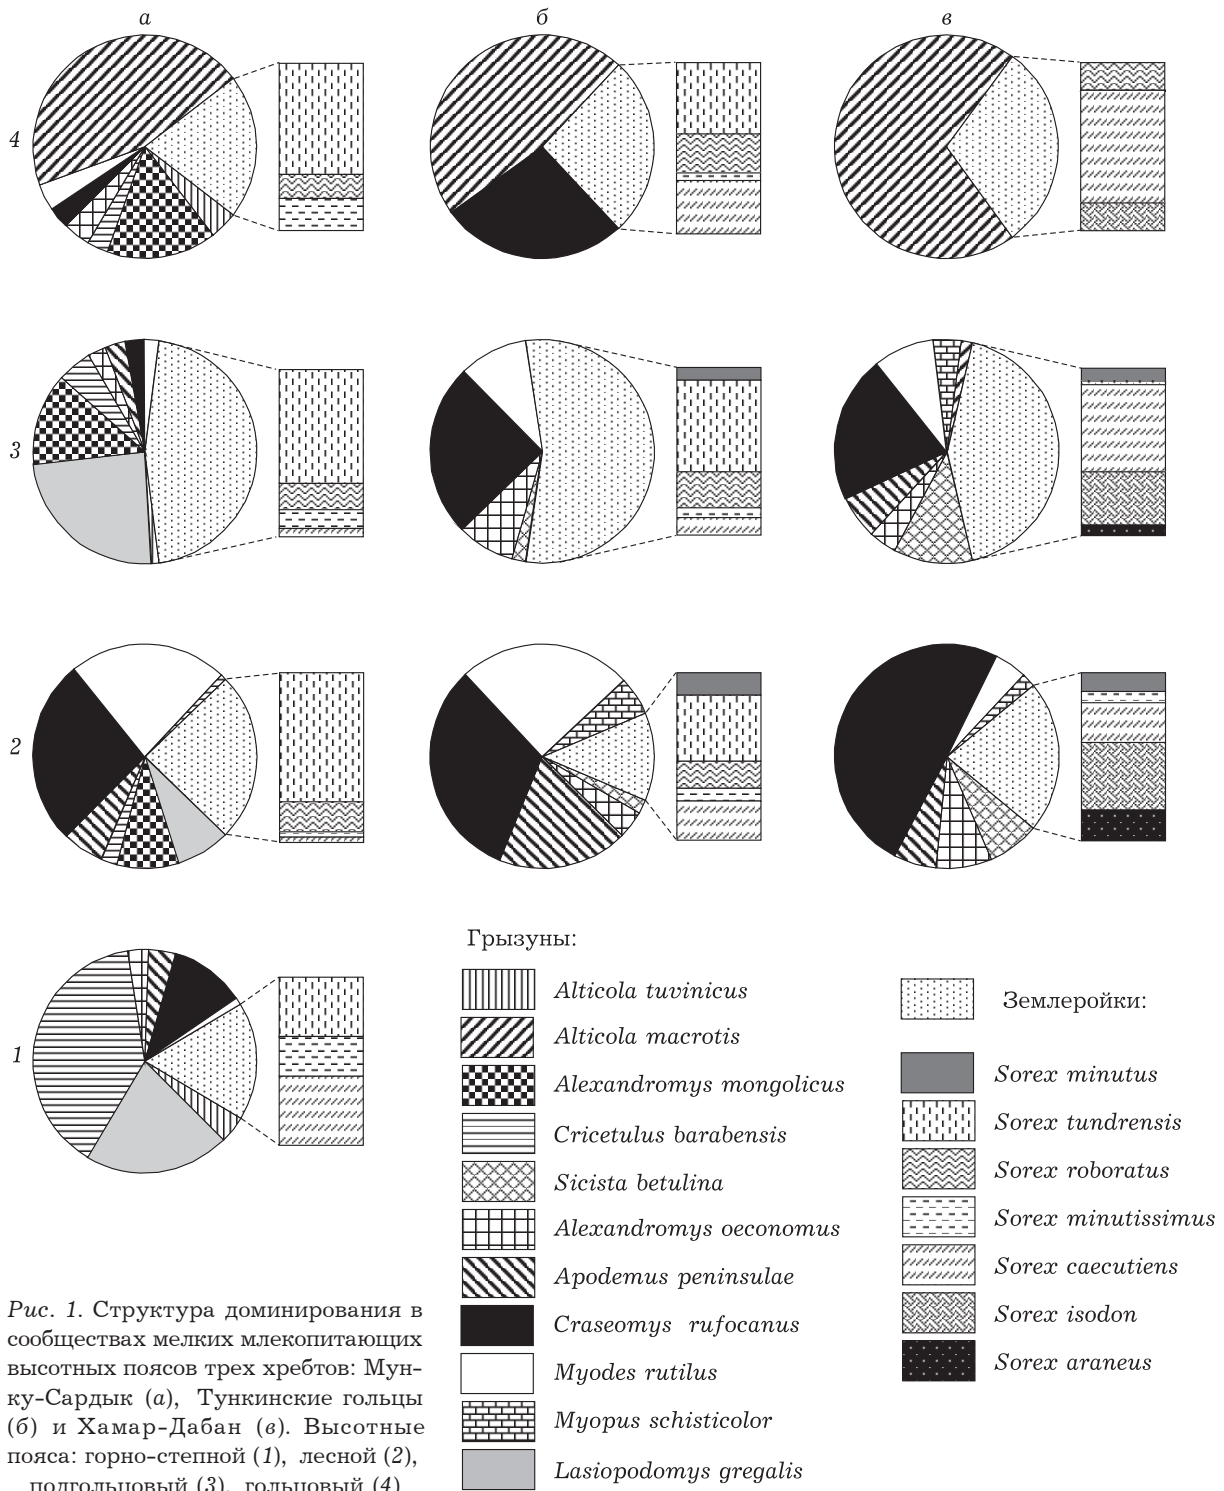 а б в
4
3
2
1
Грызуны:
Alticola tuvinicus
Alticola macrotis
Alexandromys mongolicus
Cricetulus barabensis
Sicista betulina
Alexandromys oeconomus
Apodemus peninsulae
Craseomys rufocanus
Myodes rutilus
Myopus schisticolor
Lasiopodomys gregalis
Землеройки:
Sorex minutus
Sorex tundrensis
Sorex roboratus
Sorex minutissimus
Sorex caecutiens
Sorex isodon
Sorex araneus
Рис. 1. Структура доминирования в
сообществах мелких млекопитающих
высотных поясов трех хребтов: Мун-
ку-Сардык (а), Тункинские гольцы
(б) и Хамар-Дабан (в). Высотные
пояса: горно-степной (1), лесной (2),
подгольцовый (3), гольцовый (4)